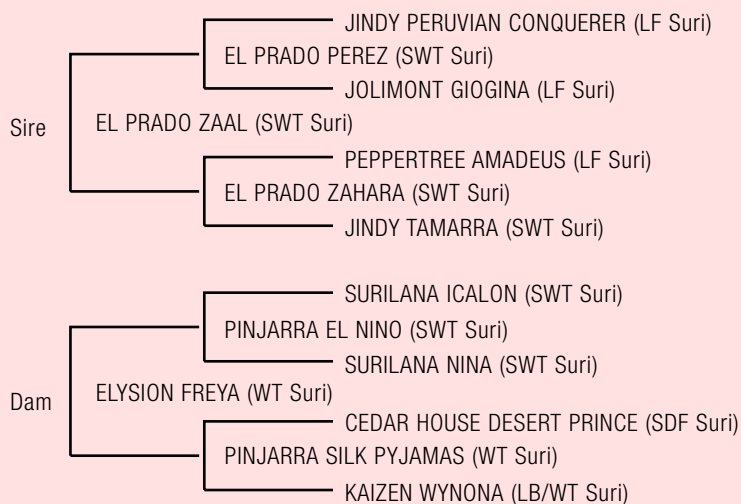 JINDY PERUVIAN CONQUERER (LF Suri)
EL PRADO PEREZ (SWT Suri)
JOLIMONT GIOGINA (LF Suri)
Sire
EL PRADO ZAAL (SWT Suri)
PEPPERTREE AMADEUS (LF Suri)
EL PRADO ZAHARA (SWT Suri)
JINDY TAMARRA (SWT Suri)
SURILANA ICALON (SWT Suri)
PINJARRA EL NINO (SWT Suri)
SURILANA NINA (SWT Suri)
Dam
ELYSION FREYA (WT Suri)
CEDAR HOUSE DESERT PRINCE (SDF Suri)
PINJARRA SILK PYJAMAS (WT Suri)
KAIZEN WYNONA (LB/WT Suri)